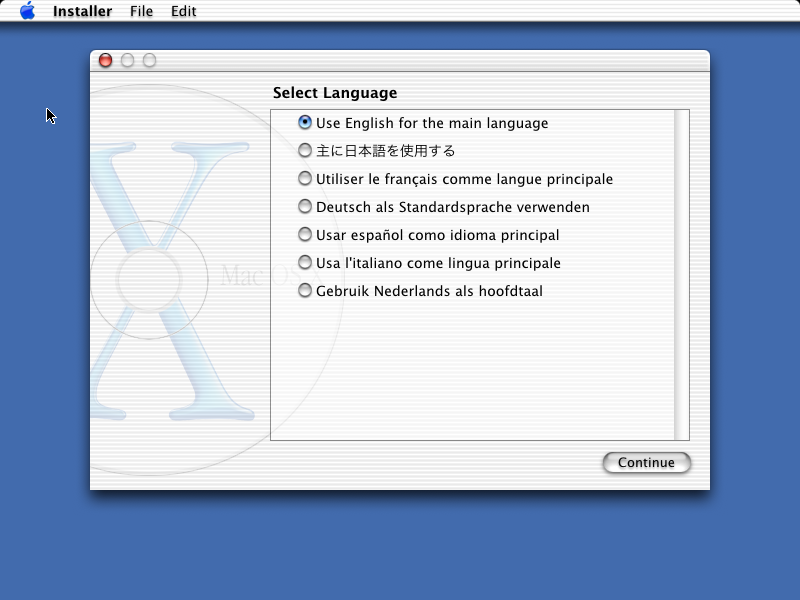 Installer File Edit
Select Language
Use English for the main language
主に日本語を使用する
Utiliser le français comme langue principale
Deutsch als Standardsprache verwenden
Usar español como idioma principal
Usa l'italiano come lingua principale
Gebruik Nederlands als hoofdtaal
Mac OS X
Continue